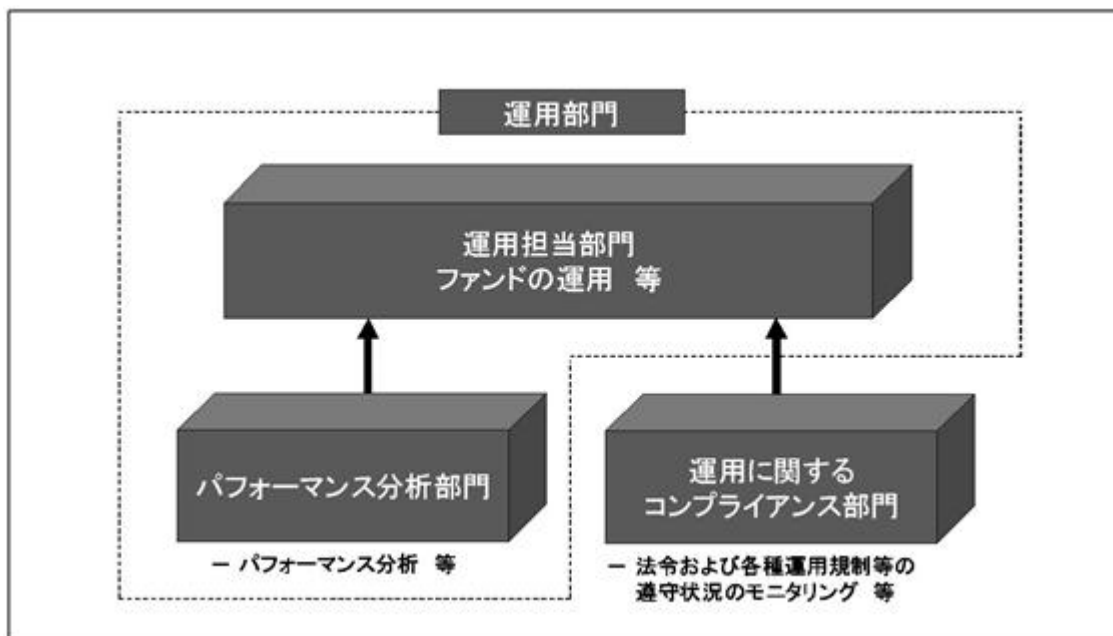 運用部門
運用担当部門
ファンドの運用 等
パフォーマンス分析部門
− パフォーマンス分析 等
運用に関する
コンプライアンス部門
− 法令および各種運用規制等の
遵守状況のモニタリング 等